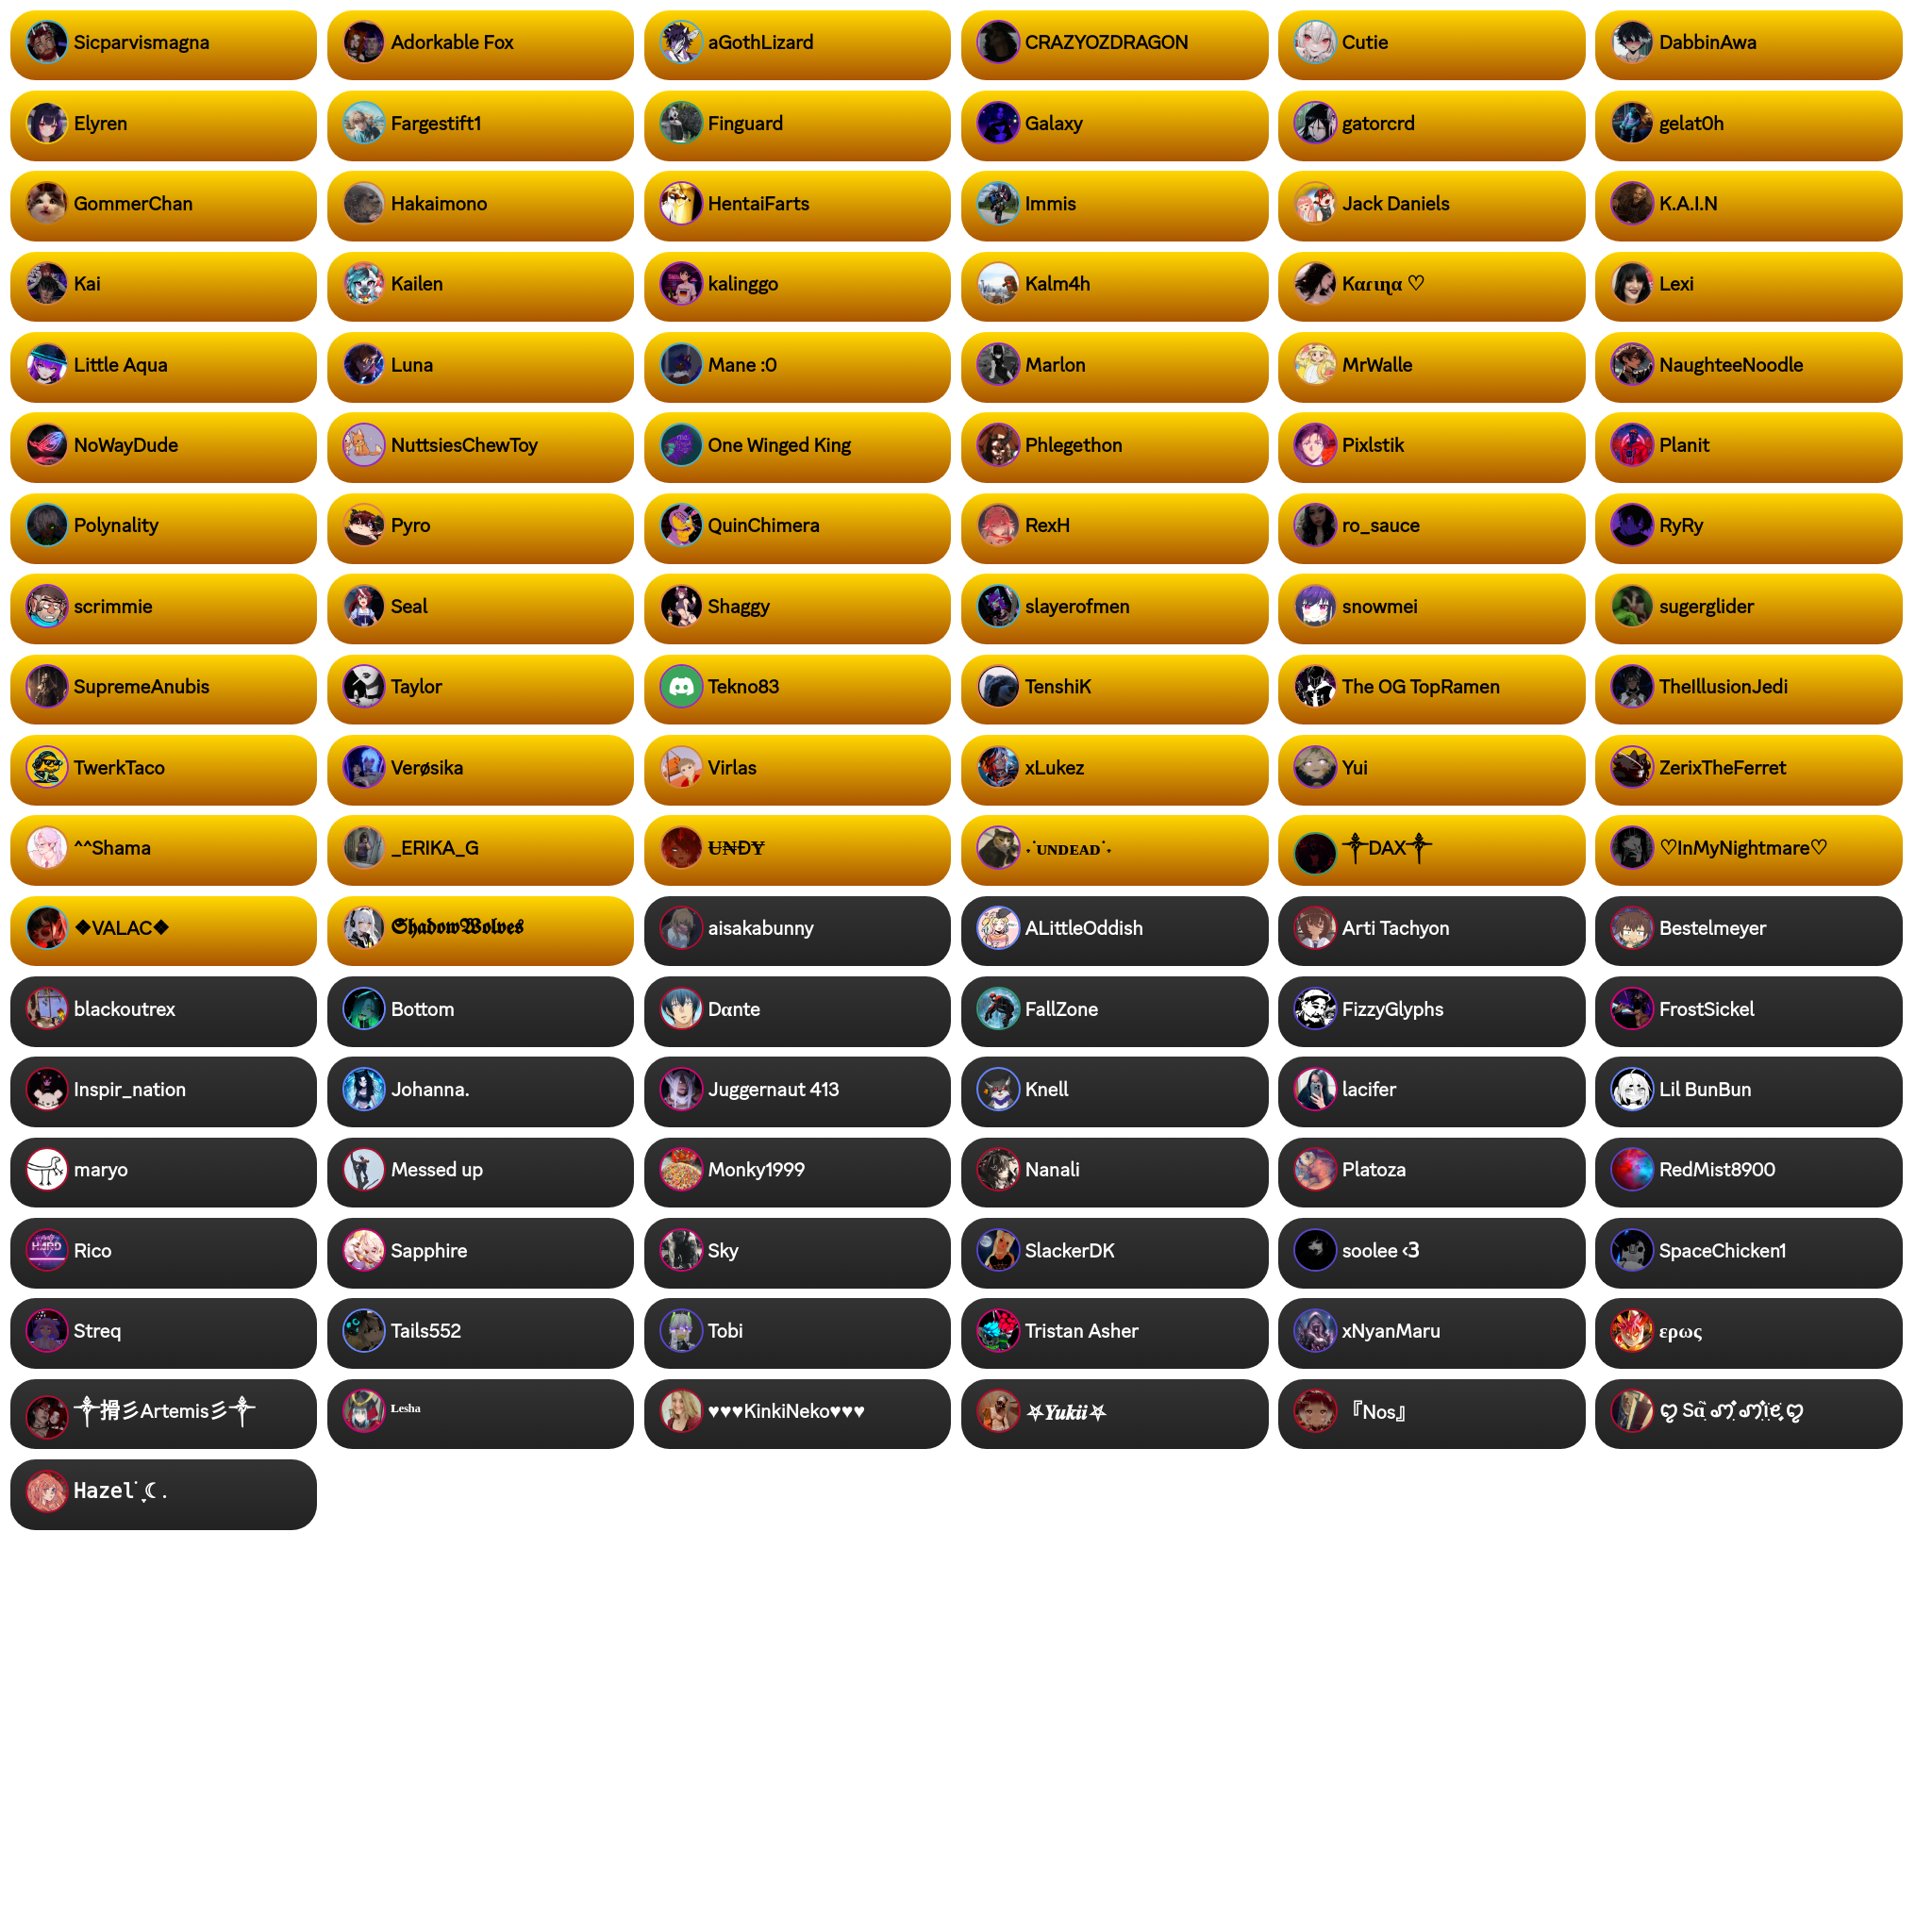 Sicparvismagna
Adorkable Fox
aGothLizard
CRAZYOZDRAGON
Cutie
DabbinAwa
Elyren
Fargestift1
Finguard
Galaxy
gatorcrd
gelat0h
GommerChan
Hakaimono
HentaiFarts
Immis
Jack Daniels
K.A.I.N
Kai
Kailen
kalinggo
Kalm4h
Kαɾιɳα ♡
Lexi
Little Aqua
Luna
Mane :0
Marlon
MrWalle
NaughteeNoodle
NoWayDude
NuttsiesChewToy
One Winged King
Phlegethon
Pixlstik
Planit
Polynality
Pyro
QuinChimera
RexH
ro_sauce
RyRy
scrimmie
Seal
Shaggy
slayerofmen
snowmei
sugerglider
SupremeAnubis
Taylor
Tekno83
TenshiK
The OG TopRamen
TheIllusionJedi
TwerkTaco
Verøsika
Virlas
xLukez
Yui
ZerixTheFerret
^^Shama
_ERIKA_G
Ʉ₦ĐɎ
˖˙ᴜɴᴅᴇᴀᴅ˙˖
༒DAX༒
♡InMyNightmare♡
❖VALAC❖
𝕾𝖍𝖆𝖉𝖔𝖜𝖂𝖔𝖑𝖛𝖊𝖘
aisakabunny
ALittleOddish
Arti Tachyon
Bestelmeyer
blackoutrex
Bottom
Dαnte
FallZone
FizzyGlyphs
FrostSickel
Inspir_nation
Johanna.
Juggernaut 413
Knell
lacifer
Lil BunBun
maryo
Messed up
Monky1999
Nanali
Platoza
RedMist8900
Rico
HARD
Sapphire
Sky
SlackerDK
soolee <3
SpaceChicken1
Streq
Tails552
Tobi
Tristan Asher
xNyanMaru
ερως
༒搰彡Artemis彡༒
ᴸᵉˢʰᵃ
♥♥♥KinkiNeko♥♥♥
⛧𝒀𝒖𝒌𝒊𝒊⛧
『Nos』
𝙷𝚊𝚣𝚎𝚕